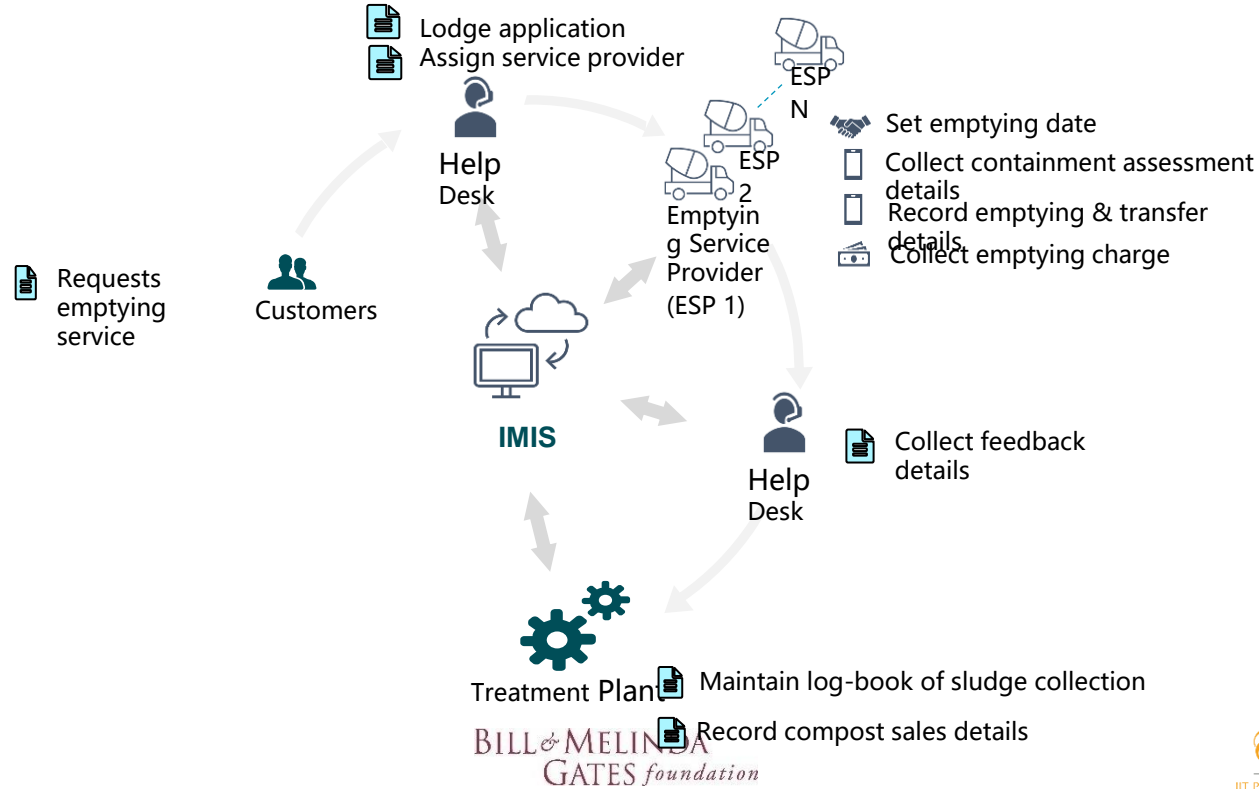 Lodge application
Assign service provider
ESP
N
ESP
2
Help
Desk
Emptyin
g Service
Provider
(ESP 1)
Set emptying date
Collect containment assessment
details
Record emptying & transfer
details
Collect emptying charge
Requests
emptying
service
Customers
IMIS
Help
Desk
Collect feedback
details
Treatment Plant
Maintain log-book of sludge collection
Record compost sales details
BILL & MELINDA
GATES foundation